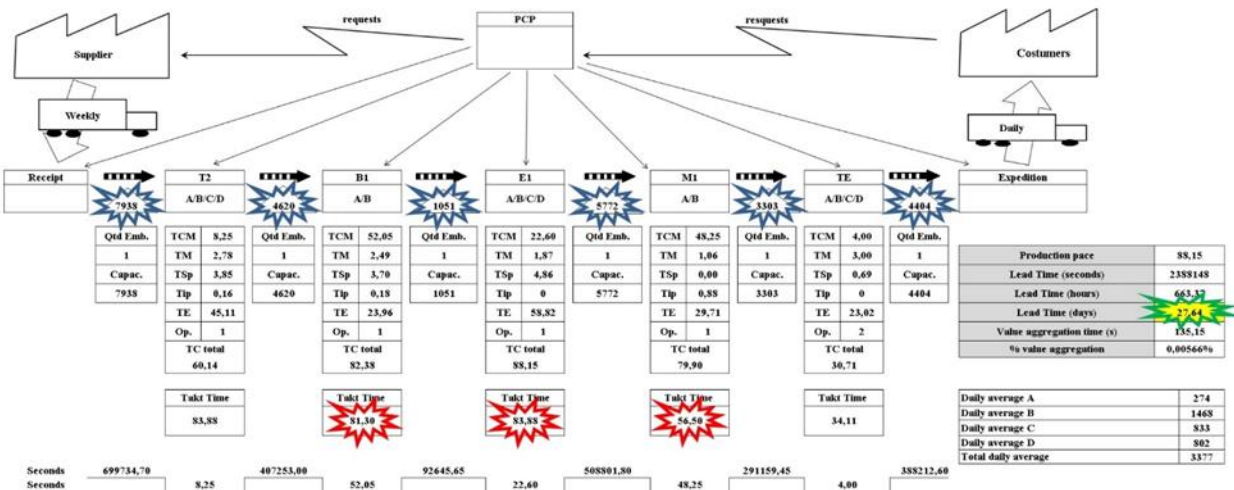 requests
PCP
resquests
Supplier
Costumers
Weekly
Daily
Receipt
T2
B1
E1
M1
TE
Expedition
A/B/C/D
A/B
A/B/C/D
A/B
A/B/C/D
7938
4620
1051
5772
3303
4404
Qtd Emb. TCM 8,25 Qtd Emb. TCM 52,05 Qtd Emb. TCM 22,60 Qtd Emb. TCM 48,25 Qtd Emb. TCM 4,00 Qtd Emb.
1 TM 2,78 1 TM 2,49 1 TM 1,87 1 TM 1,06 1 TM 3,00 1
Capac. TSp 3,85 Capac. TSp 3,70 Capac. TSp 4,86 Capac. TSp 0,00 Capac. TSp 0,69 Capac.
7938 Tip 0,16 4620 Tip 0,18 1051 Tip 0 5772 Tip 0,88 3303 Tip 0 4404
TE 45,11 TE 23,96 TE 58,82 TE 29,71 TE 23,02
Op. 1 Op. 1 Op. 1 Op. 1 Op. 2
TC total TC total TC total TC total TC total
60,14 82,38 88,15 79,90 30,71
Takt Time Takt Time Takt Time Takt Time Takt Time
83,88 81,30 83,88 56,50 34,11
Production pace 88,15
Lead Time (seconds) 2388148
Lead Time (hours) 663,37
Lead Time (days) 27,64
Value aggregation time (s) 135,15
% value aggregation 0,00566%
Daily average A 274
Daily average B 1468
Daily average C 833
Daily average D 802
Total daily average 3377
Seconds 699734,70 407253,00 92645,65 508801,80 291159,45 388212,60
Seconds 8,25 52,05 22,60 48,25 4,00